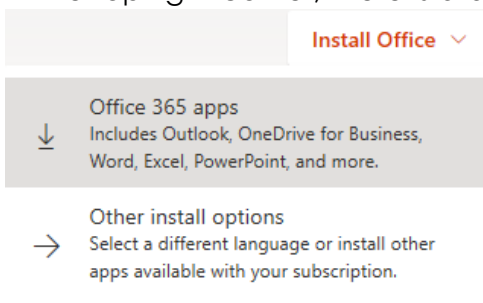 Install Office
Office 365 apps
Includes Outlook, OneDrive for Business,
Word, Excel, PowerPoint, and more.
Other install options
Select a different language or install other
apps available with your subscription.